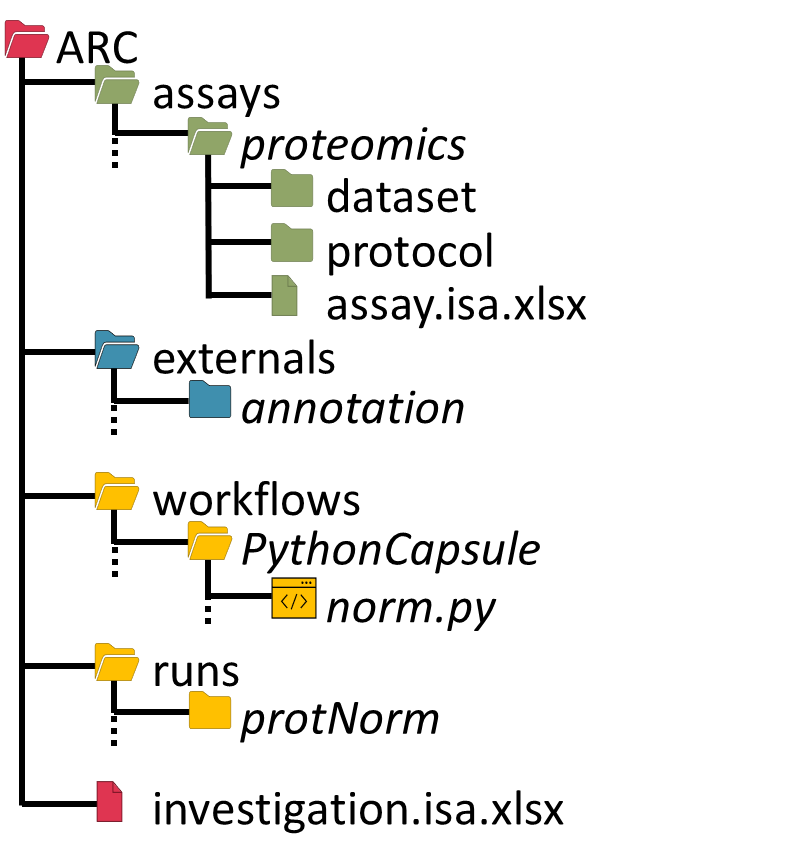 ARC
assays
proteomics
dataset
protocol
assay.isa.xlsx
externals
annotation
workflows
PythonCapsule
</>
norm.py
runs
protNorm
investigation.isa.xlsx